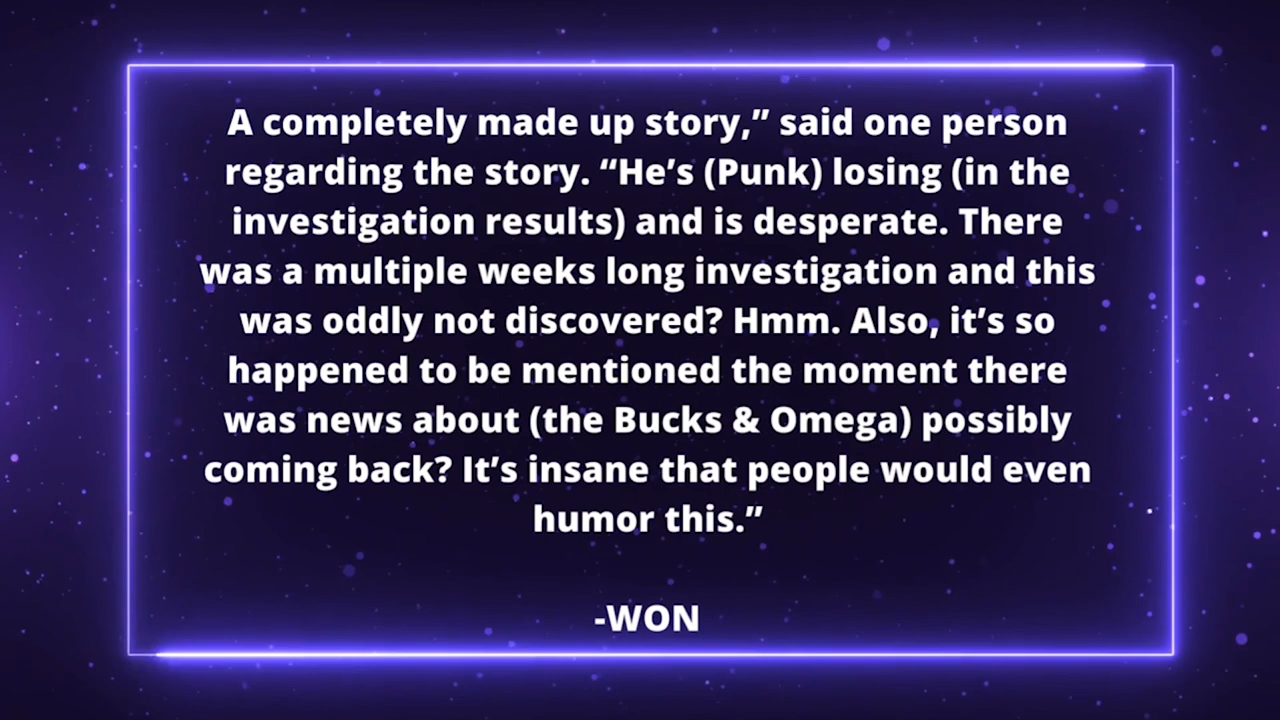 A completely made up story,” said one person
regarding the story. “He’s (Punk) losing (in the
investigation results) and is desperate. There
was a multiple weeks long investigation and this
was oddly not discovered? Hmm. Also, it’s so
happened to be mentioned the moment there
was news about (the Bucks & Omega) possibly
coming back? It’s insane that people would even
humor this.”
-WON